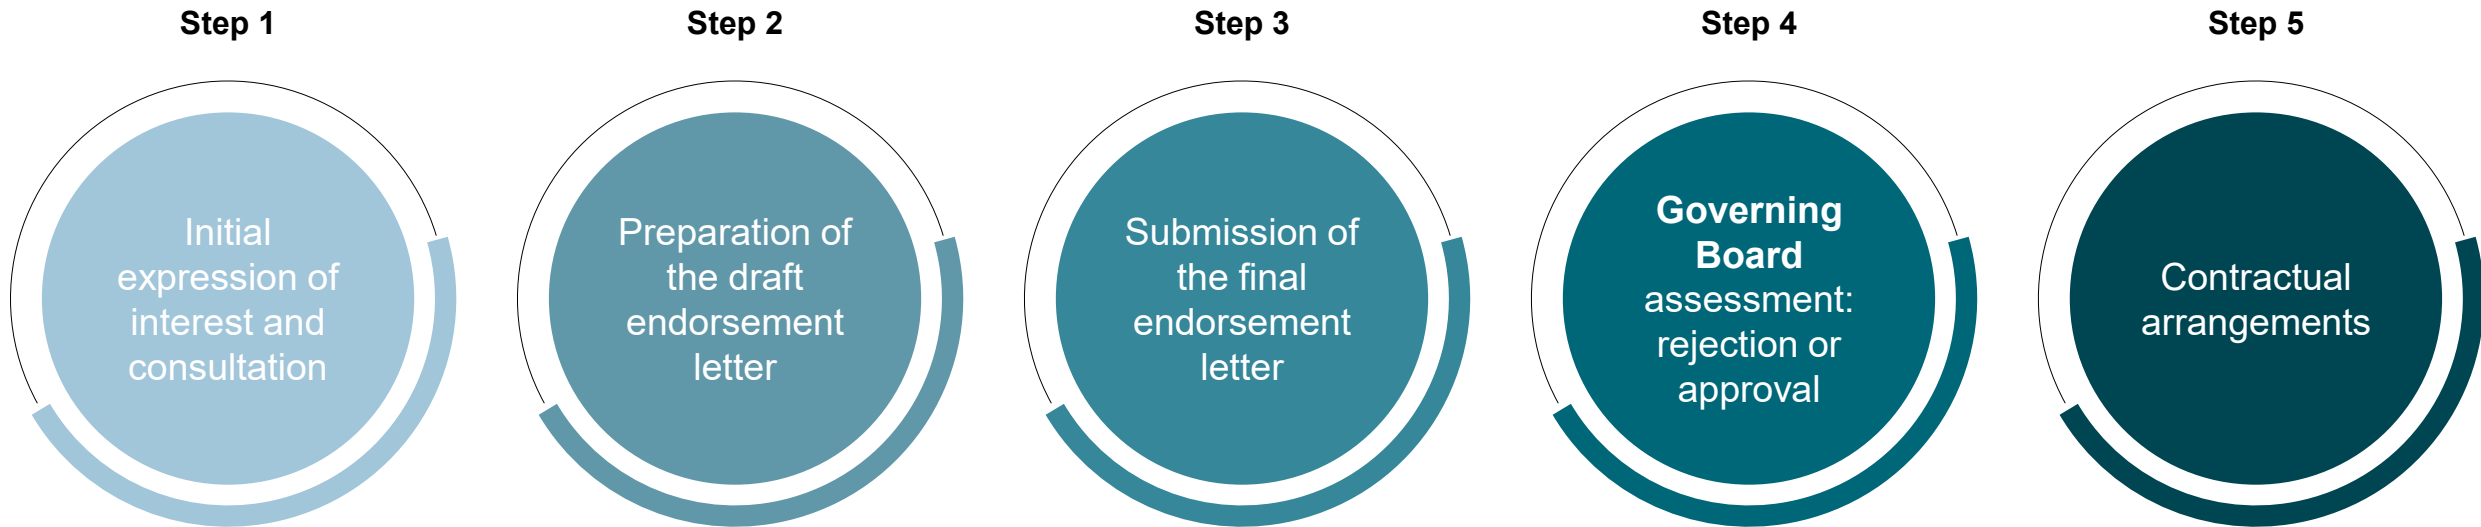 Step 1
Initial
expression of
interest and
consultation
Step 2
Preparation of
the draft
endorsement
letter
Step 3
Submission of
the final
endorsement
letter
Step 4
Governing
Board
assessment:
rejection or
approval
Step 5
Contractual
arrangements